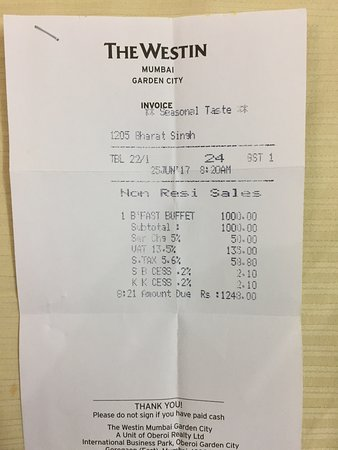 THE WESTIN
MUMBAI
GARDEN CITY
INVOICE
** Seasonal Taste **
1205 Bharat Singh
TBL 22/1 24 GST 1
25JUN'17 8:20AM
Non Resi Sales
1 B'FAST BUFFET 1000.00
Subtotal : 1000.00
Ser Chg 5% 50.00
VAT 13.5% 135.00
S.TAX 5.6% 58.80
S B CESS .2% 2.10
K K CESS .2% 2.10
8:21 Amount Due Rs :1248.00
THANK YOU!
Please do not sign if you have paid cash
The Westin Mumbai Garden City
A Unit of Oberoi Realty Ltd
International Business Park, Oberoi Garden City